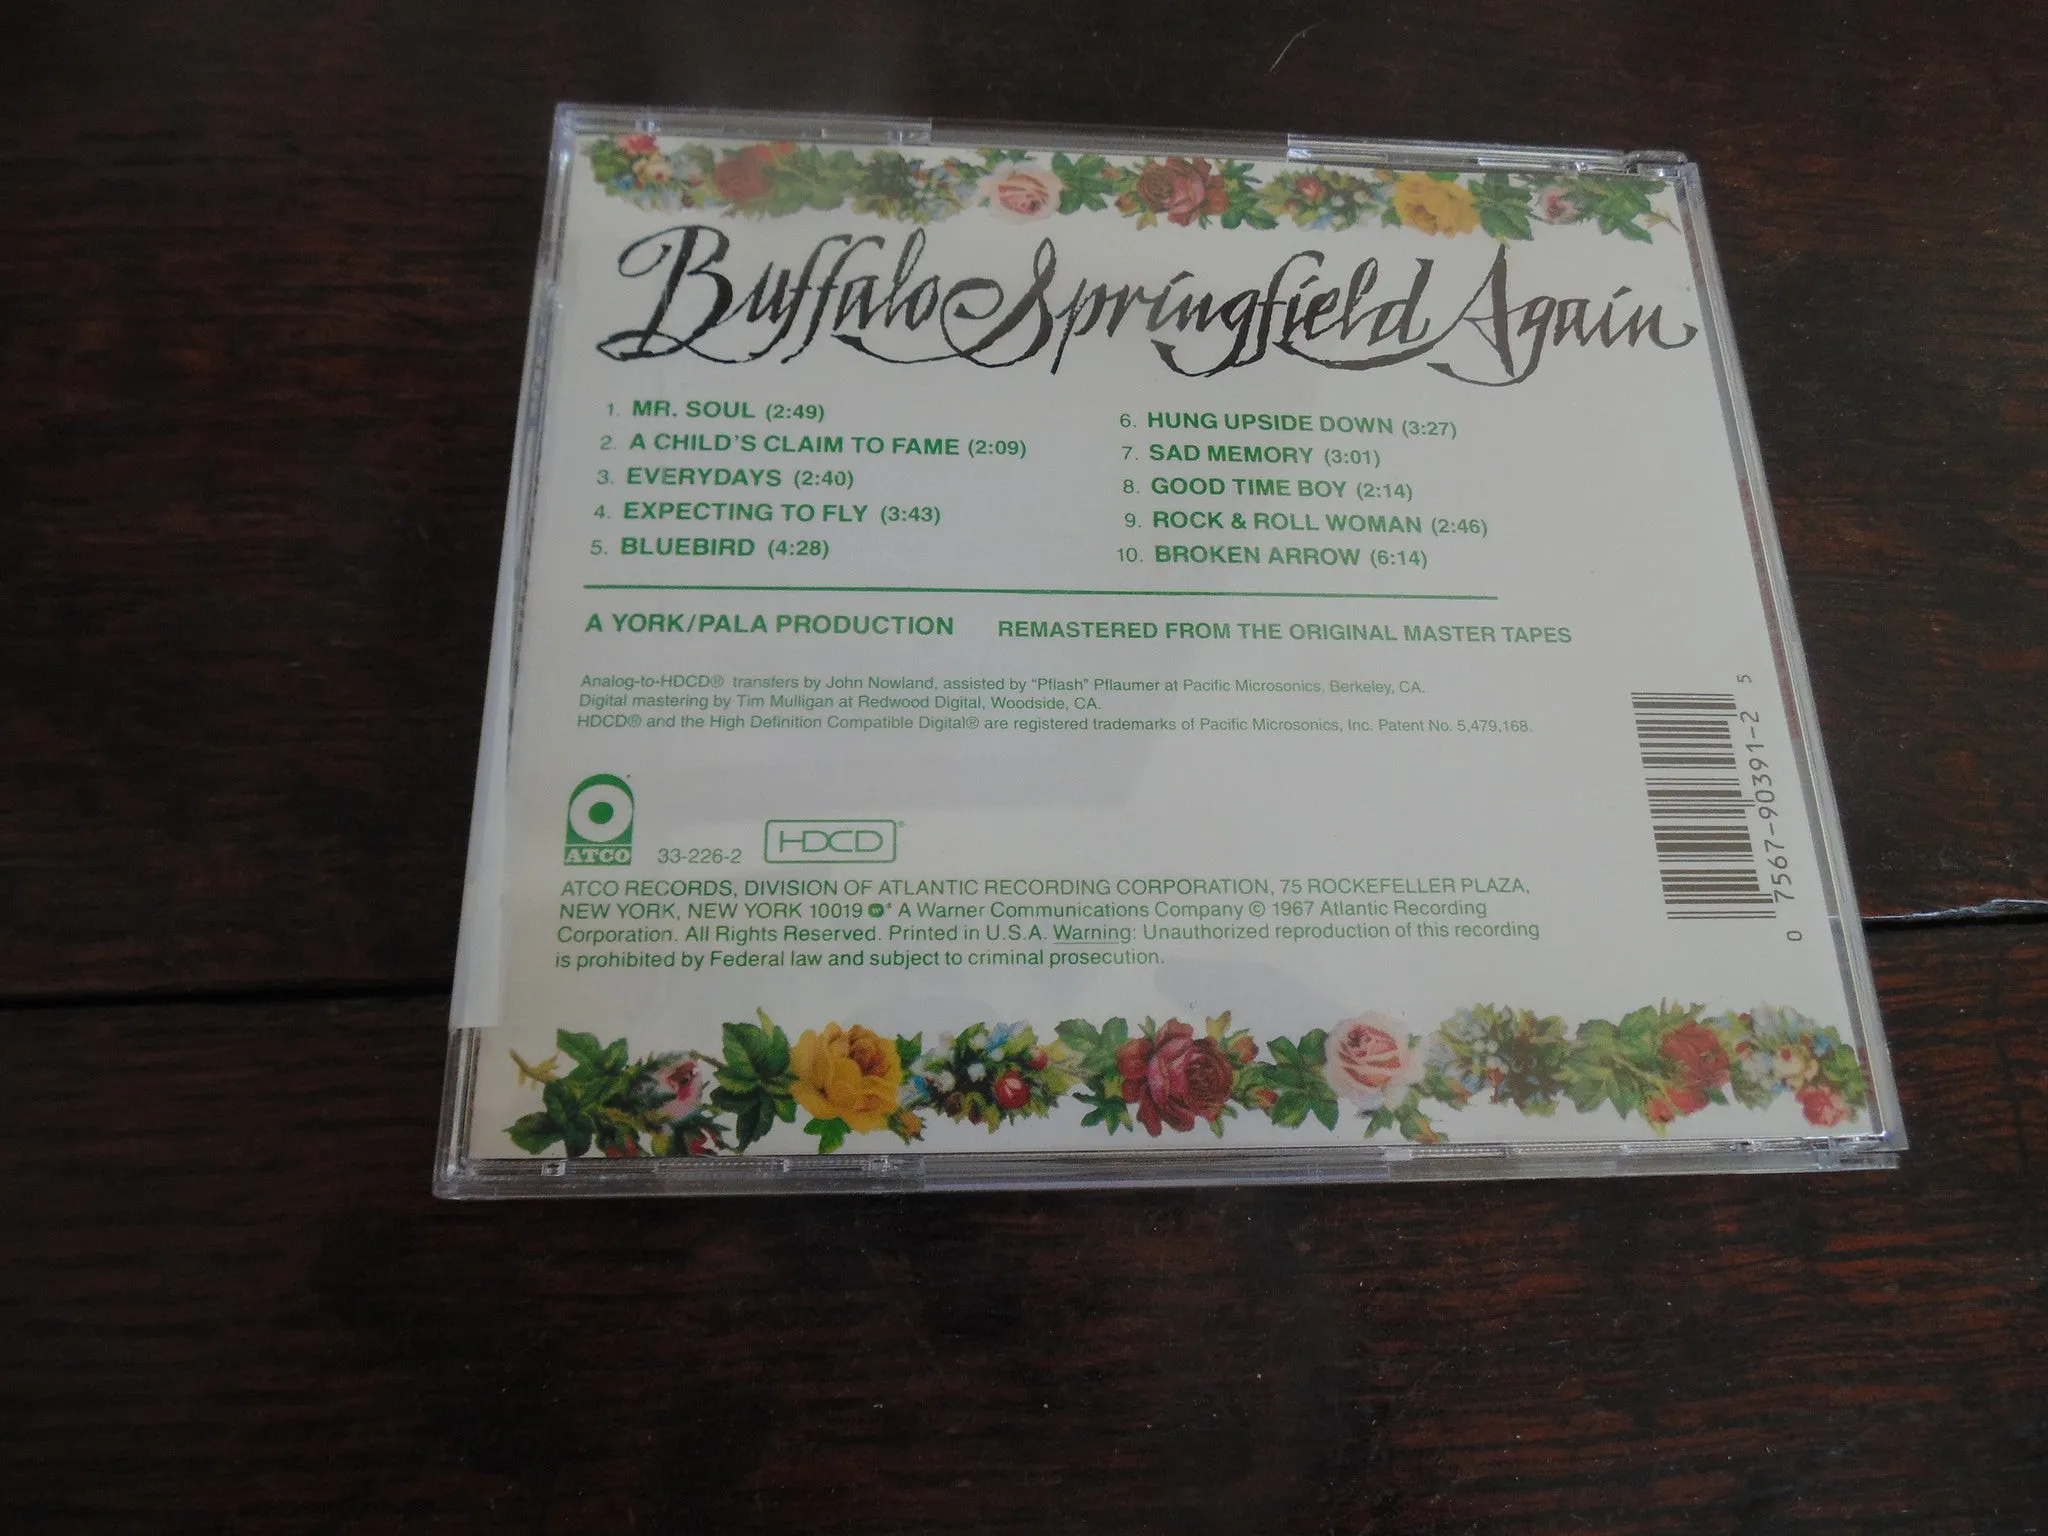 Buffalo Springfield Again
1. MR. SOUL (2:49)
2. A CHILD'S CLAIM TO FAME (2:09)
3. EVERYDAYS (2:40)
4. EXPECTING TO FLY (3:43)
5. BLUEBIRD (4:28)
6. HUNG UPSIDE DOWN (3:27)
7. SAD MEMORY (3:01)
8. GOOD TIME BOY (2:14)
9. ROCK & ROLL WOMAN (2:46)
10. BROKEN ARROW (6:14)
A YORK/PALA PRODUCTION REMASTERED FROM THE ORIGINAL MASTER TAPES
Analog-to-HDCD® transfers by John Nowland, assisted by "Pflash" Pflaumer at Pacific Microsonics, Berkeley, CA.
Digital mastering by Tim Mulligan at Redwood Digital, Woodside, CA.
HDCD® and the High Definition Compatible Digital® are registered trademarks of Pacific Microsonics, Inc. Patent No. 5,479,168.
ATCO 33-226-2 HDCD®
ATCO RECORDS, DIVISION OF ATLANTIC RECORDING CORPORATION, 75 ROCKEFELLER PLAZA,
NEW YORK, NEW YORK 10019 A Warner Communications Company © 1967 Atlantic Recording
Corporation. All Rights Reserved. Printed in U.S.A. Warning: Unauthorized reproduction of this recording
is prohibited by Federal law and subject to criminal prosecution.
0 7567-90391-2 5